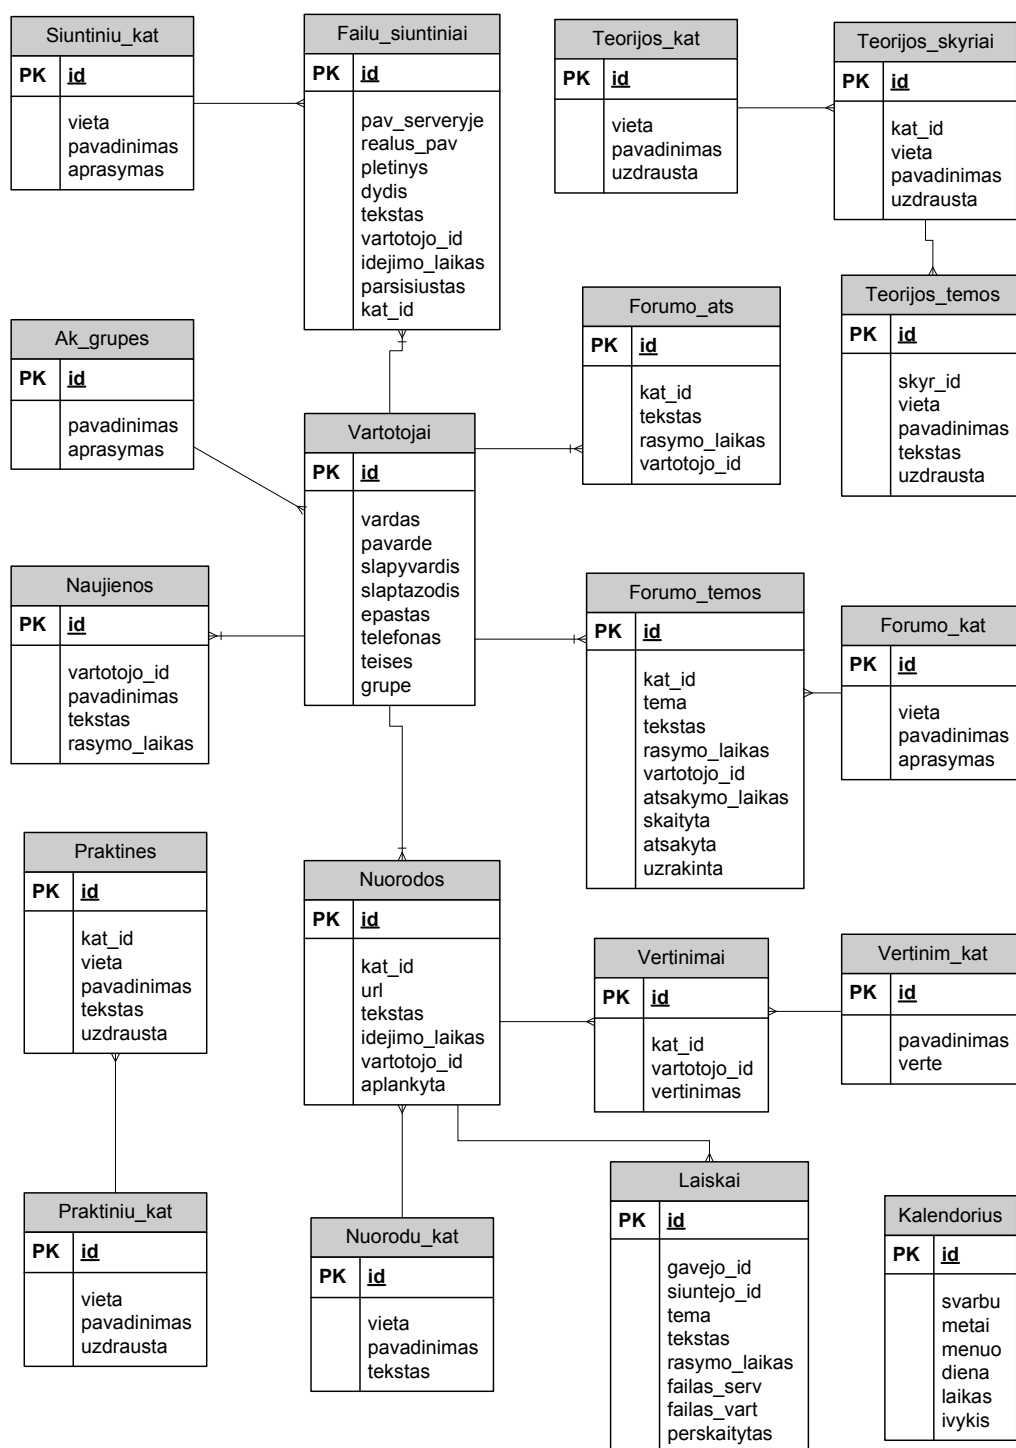 Siuntiniu_kat
PK id
vieta
pavadinimas
aprasymas
Failu_siuntiniai
PK id
pav_serveryje
realus_pav
pletinys
dydis
tekstas
vartotojo_id
idejimo_laikas
parsisiustas
kat_id
Teorijos_kat
PK id
vieta
pavadinimas
uzdrausta
Teorijos_skyriai
PK id
kat_id
vieta
pavadinimas
uzdrausta
Ak_grupes
PK id
pavadinimas
aprasymas
Vartotojai
PK id
vardas
pavarde
slapyvardis
slaptazodis
epastas
telefonas
teises
grupe
Forumo_ats
PK id
kat_id
tekstas
rasymo_laikas
vartotojo_id
Teorijos_temos
PK id
skyr_id
vieta
pavadinimas
tekstas
uzdrausta
Naujienos
PK id
vartotojo_id
pavadinimas
tekstas
rasymo_laikas
Forumo_temos
PK id
kat_id
tema
tekstas
rasymo_laikas
vartotojo_id
atsakymo_laikas
skaityta
atsakyta
uzrakinta
Forumo_kat
PK id
vieta
pavadinimas
aprasymas
Praktines
PK id
kat_id
vieta
pavadinimas
tekstas
uzdrausta
Nuorodos
PK id
kat_id
url
tekstas
idejimo_laikas
vartotojo_id
aplankyta
Vertinimai
PK id
kat_id
vartotojo_id
vertinimas
Vertinim_kat
PK id
pavadinimas
verte
Praktiniu_kat
PK id
vieta
pavadinimas
uzdrausta
Nuorodu_kat
PK id
vieta
pavadinimas
tekstas
Laiskai
PK id
gavejo_id
siuntejo_id
tema
tekstas
rasymo_laikas
failas_serv
failas_vart
perskaitytas
Kalendorius
PK id
svarbu
metai
menuo
diena
laikas
ivykis